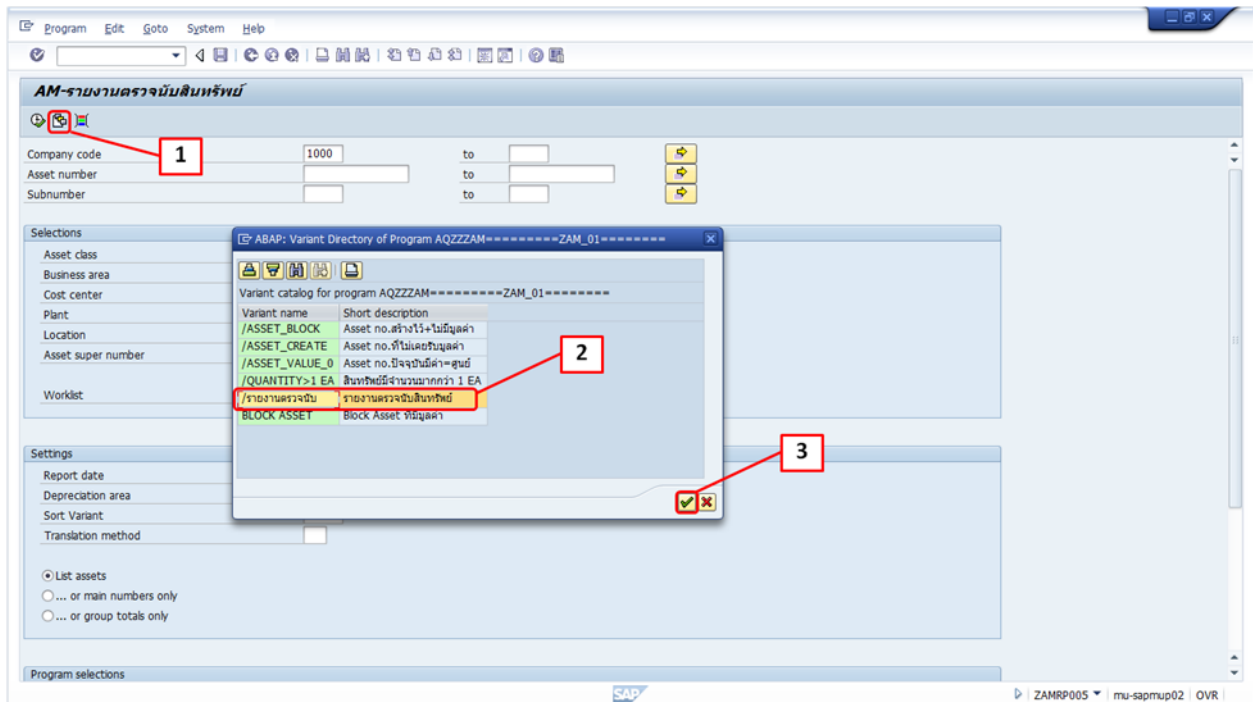 Program Edit Goto System Help
AM-รายงานตรวจนับสินทรัพย์
1
Company code 1000 to
Asset number to
Subnumber to
Selections
Asset class
Business area
Cost center
Plant
Location
Asset super number
Worklist
ABAP: Variant Directory of Program AQZZZAM=========ZAM_01========
Variant catalog for program AQZZZAM=========ZAM_01========
Variant name Short description
/ASSET_BLOCK Asset no.สร้างไว้+ไม่มีมูลค่า
/ASSET_CREATE Asset no.ที่ไม่เคยรับมูลค่า
/ASSET_VALUE_0 Asset no.ปัจจุบันมีค่า=ศูนย์
2
/QUANTITY>1 EA สินทรัพย์มีจำนวนมากกว่า 1 EA
/รายงานตรวจนับ รายงานตรวจนับสินทรัพย์
BLOCK ASSET Block Asset ที่มีมูลค่า
3
Settings
Report date
Depreciation area
Sort Variant
Translation method
List assets
... or main numbers only
... or group totals only
Program selections
SAP
ZAMRP005 mu-sapmup02 OVR